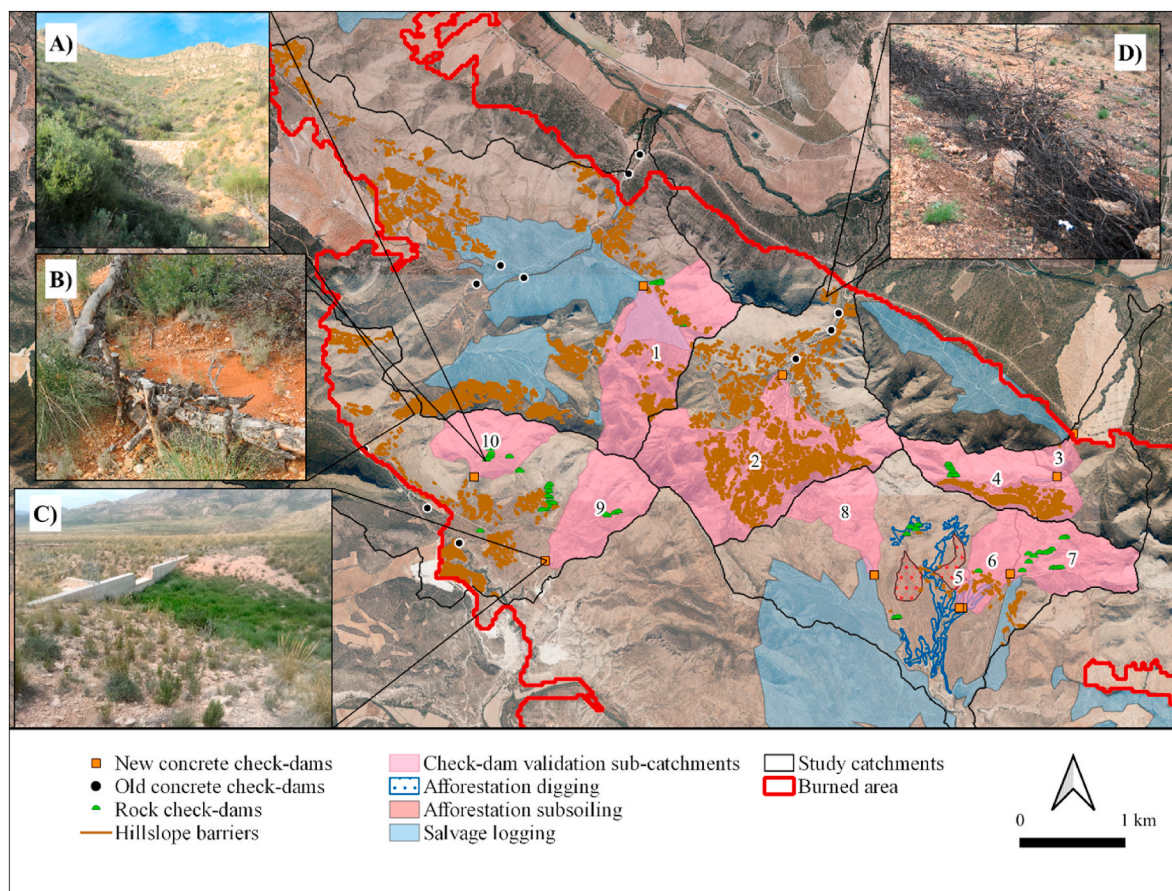 A)
D)
B)
C)
1
2
3
4
5
6
7
8
9
10
New concrete check-dams
Old concrete check-dams
Rock check-dams
Hillslope barriers
Check-dam validation sub-catchments
Afforestation digging
Afforestation subsoiling
Salvage logging
Study catchments
Burned area
0 1 km